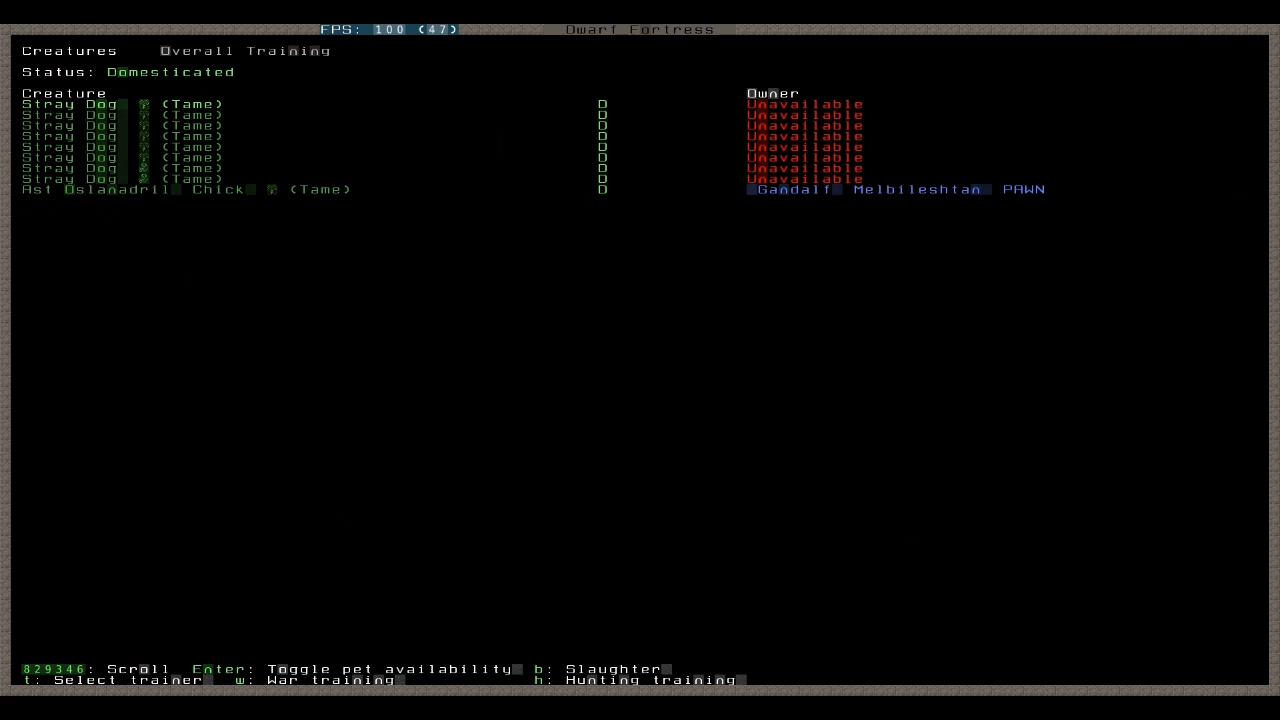 FPS: 100 (47) Dwarf Fortress
Creatures Overall Training
Status: Domesticated
Creature Owner
Stray Dog ♀ (Tame) D Unavailable
Stray Dog ♀ (Tame) D Unavailable
Stray Dog ♀ (Tame) D Unavailable
Stray Dog ♀ (Tame) D Unavailable
Stray Dog ♀ (Tame) D Unavailable
Stray Dog ♀ (Tame) D Unavailable
Stray Dog ♂ (Tame) D Unavailable
Stray Dog ♂ (Tame) D Unavailable
Ast Oslanadril Chick ♀ (Tame) D Gandalf Melbileshtan PAWN
829346: Scroll Enter: Toggle pet availability b: Slaughter
t: Select trainer w: War training h: Hunting training